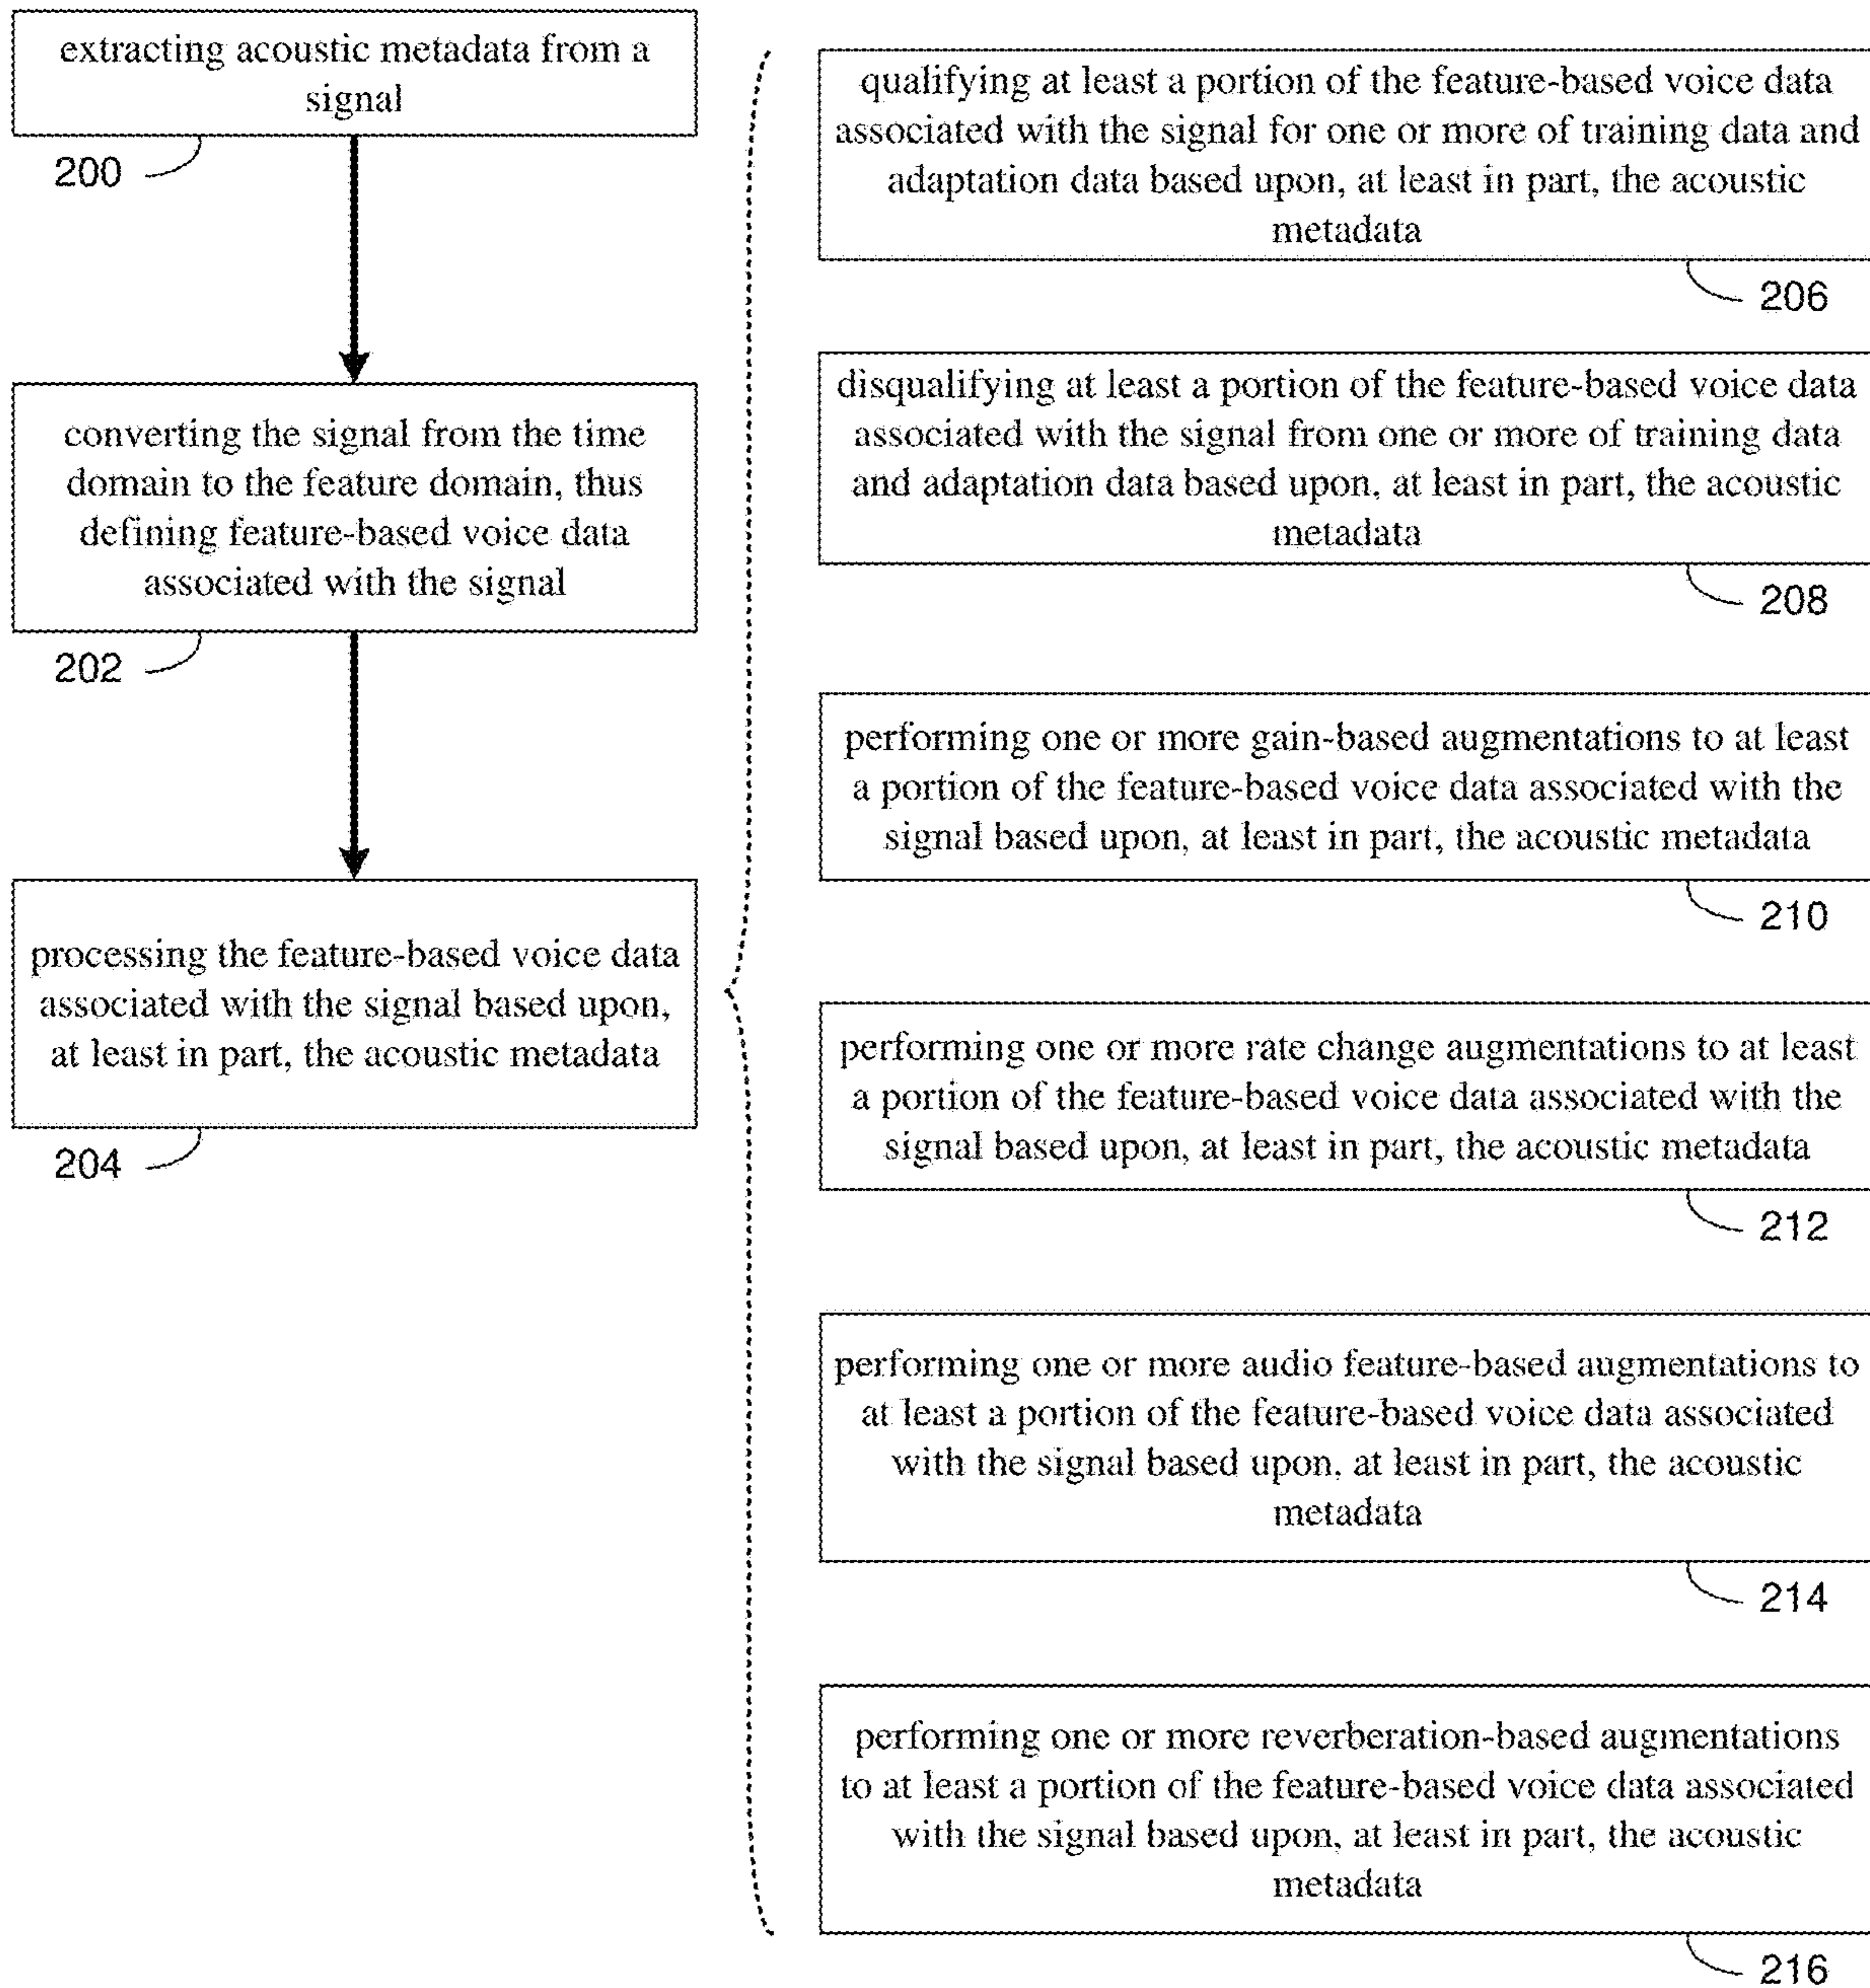 extracting acoustic metadata from a
signal
200
converting the signal from the time
domain to the feature domain, thus
defining feature-based voice data
associated with the signal
202
processing the feature-based voice data
associated with the signal based upon,
at least in part, the acoustic metadata
204
qualifying at least a portion of the feature-based voice data
associated with the signal for one or more of training data and
adaptation data based upon, at least in part, the acoustic
metadata
206
disqualifying at least a portion of the feature-based voice data
associated with the signal from one or more of training data
and adaptation data based upon, at least in part, the acoustic
metadata
208
performing one or more gain-based augmentations to at least
a portion of the feature-based voice data associated with the
signal based upon, at least in part, the acoustic metadata
210
performing one or more rate change augmentations to at least
a portion of the feature-based voice data associated with the
signal based upon, at least in part, the acoustic metadata
212
performing one or more audio feature-based augmentations to
at least a portion of the feature-based voice data associated
with the signal based upon, at least in part, the acoustic
metadata
214
performing one or more reverberation-based augmentations
to at least a portion of the feature-based voice data associated
with the signal based upon, at least in part, the acoustic
metadata
216